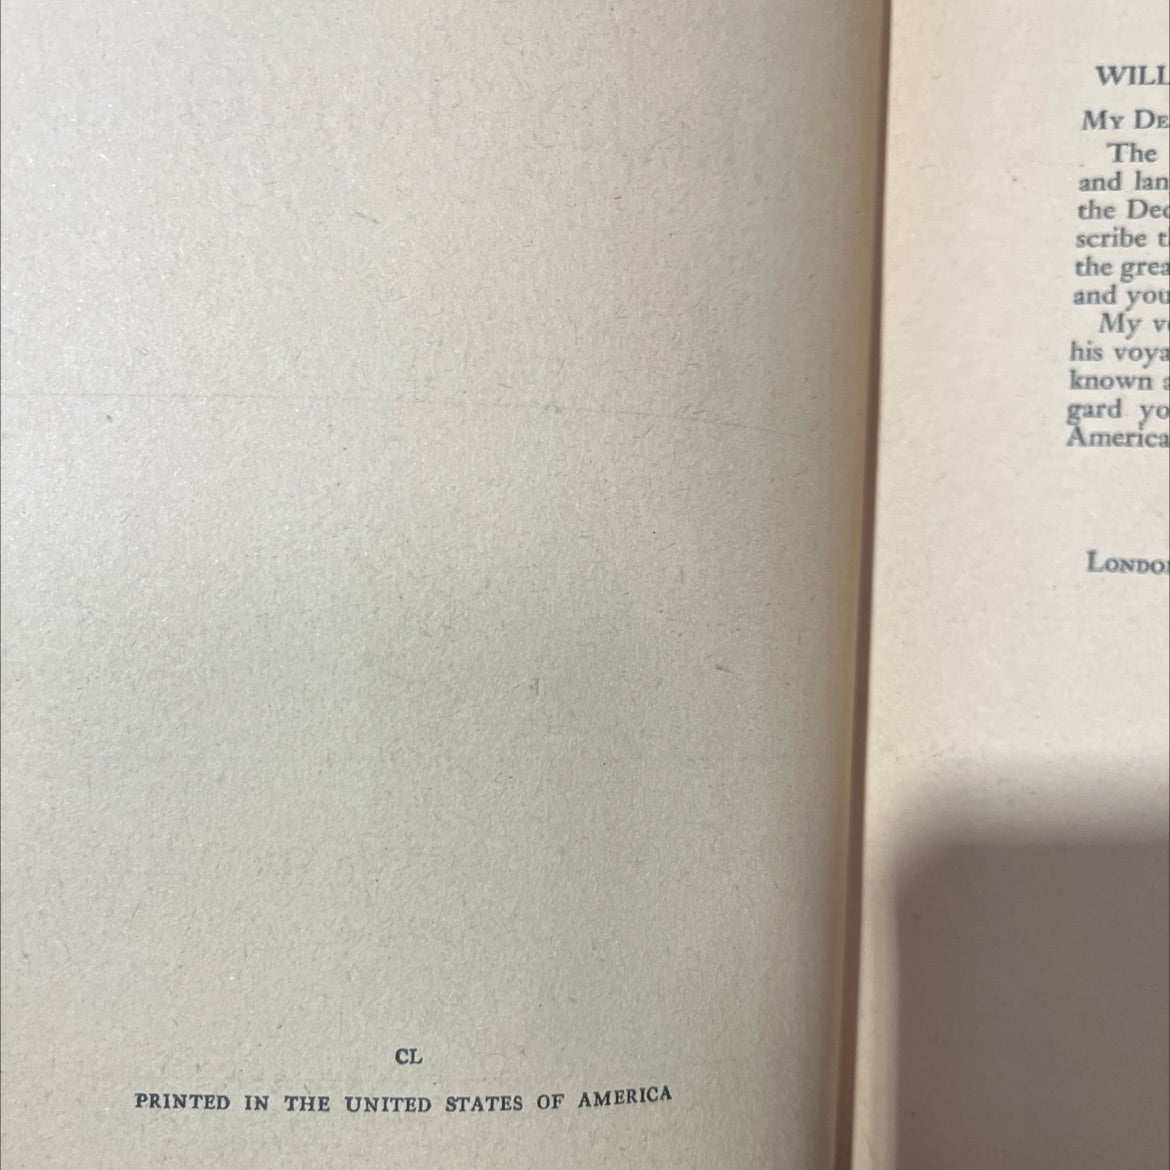 CL
PRINTED IN THE UNITED STATES OF AMERICA
WILL
MY DE
The
and lan
the Dec
scribe t
the grea
and you
My v
his voya
known a
gard yo
America
LONDO